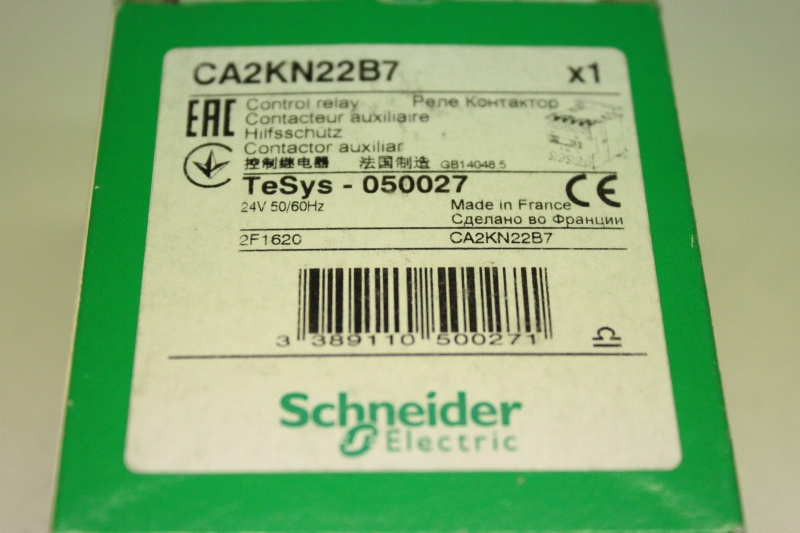 CA2KN22B7 x1
EAC Control relay Реле Контактор
Contacteur auxiliaire
Hilfsschutz
Contactor auxiliar
控制继电器 法国制造 GB14048.5
TeSys - 050027 CE
24V 50/60Hz Made in France
Сделано во Франции
2F1620 CA2KN22B7
3 389110 500271
Schneider
Electric